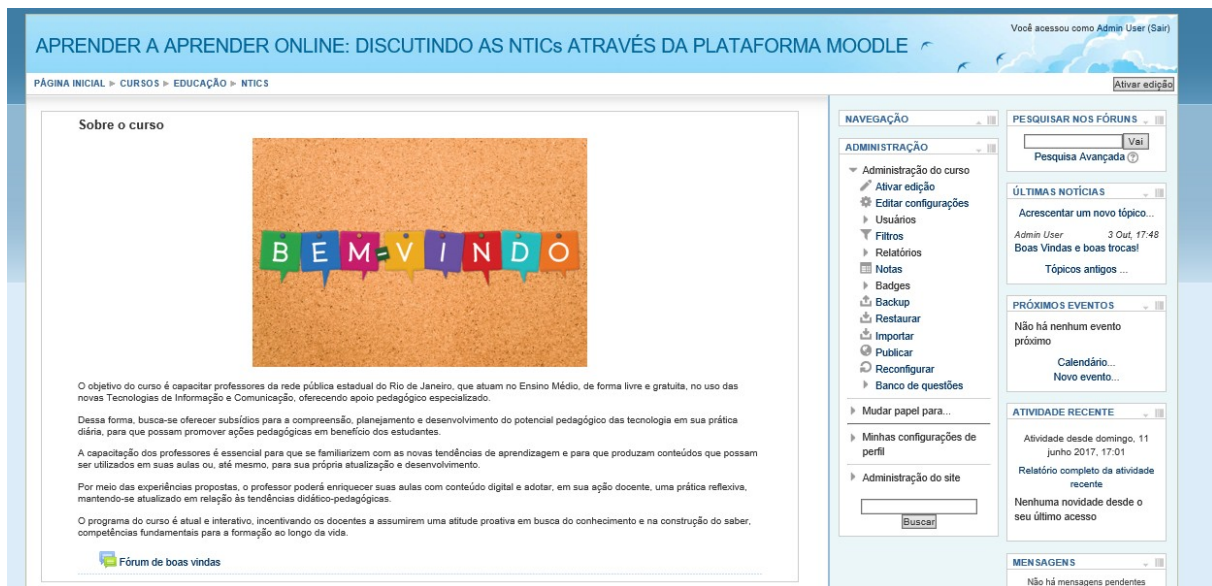 APRENDER A APRENDER ONLINE: DISCUTINDO AS NTICs ATRAVÉS DA PLATAFORMA MOODLE
Você acessou como Admin User (Sair)
PÁGINA INICIAL ► CURSOS ► EDUCAÇÃO ► NTICS
Ativar edição
Sobre o curso
BEM-VINDO
O objetivo do curso é capacitar professores da rede pública estadual do Rio de Janeiro, que atuam no Ensino Médio, de forma livre e gratuita, no uso das
novas Tecnologias de Informação e Comunicação, oferecendo apoio pedagógico especializado.
Dessa forma, busca-se oferecer subsídios para a compreensão, planejamento e desenvolvimento do potencial pedagógico das tecnologia em sua prática
diária, para que possam promover ações pedagógicas em benefício dos estudantes.
A capacitação dos professores é essencial para que se familiarizem com as novas tendências de aprendizagem e para que produzam conteúdos que possam
ser utilizados em suas aulas ou, até mesmo, para sua própria atualização e desenvolvimento.
Por meio das experiências propostas, o professor poderá enriquecer suas aulas com conteúdo digital e adotar, em sua ação docente, uma prática reflexiva,
mantendo-se atualizado em relação às tendências didático-pedagógicas.
O programa do curso é atual e interativo, incentivando os docentes a assumirem uma atitude proativa em busca do conhecimento e na construção do saber,
competências fundamentais para a formação ao longo da vida.
Fórum de boas vindas
NAVEGAÇÃO
ADMINISTRAÇÃO
Administração do curso
Ativar edição
Editar configurações
Usuários
Filtros
Relatórios
Notas
Badges
Backup
Restaurar
Importar
Publicar
Reconfigurar
Banco de questões
Mudar papel para...
Minhas configurações de
perfil
Administração do site
Buscar
PESQUISAR NOS FÓRUNS
Vai
Pesquisa Avançada
ÚLTIMAS NOTÍCIAS
Acrescentar um novo tópico...
Admin User 3 Out, 17:48
Boas Vindas e boas trocas!
Tópicos antigos ...
PRÓXIMOS EVENTOS
Não há nenhum evento
próximo
Calendário...
Novo evento...
ATIVIDADE RECENTE
Atividade desde domingo, 11
junho 2017, 17:01
Relatório completo da atividade
recente
Nenhuma novidade desde o
seu último acesso
MENSAGENS
Não há mensagens pendentes